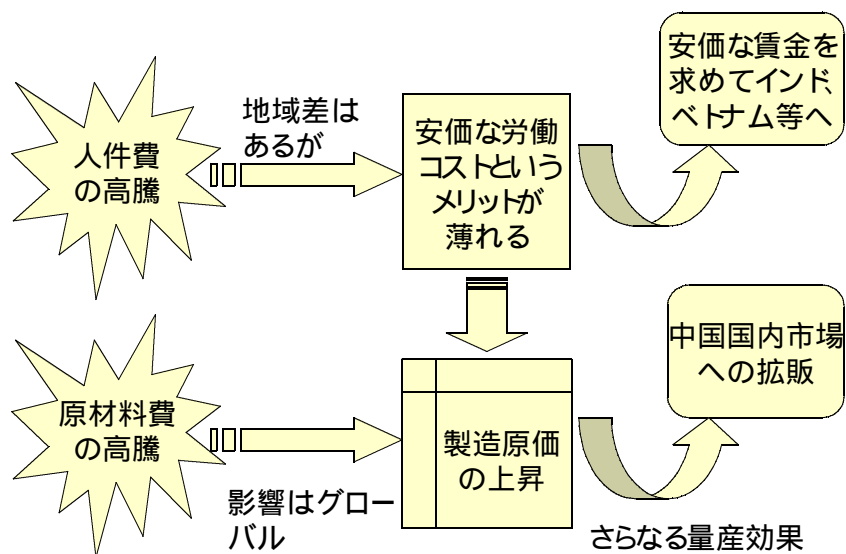 人件費
の高騰
地域差は
あるが
安価な労働
コストという
メリットが
薄れる
安価な賃金を
求めてインド、
ベトナム等へ
原材料費
の高騰
影響はグロー
バル
製造原価
の上昇
中国国内市場
への拡販
さらなる量産効果